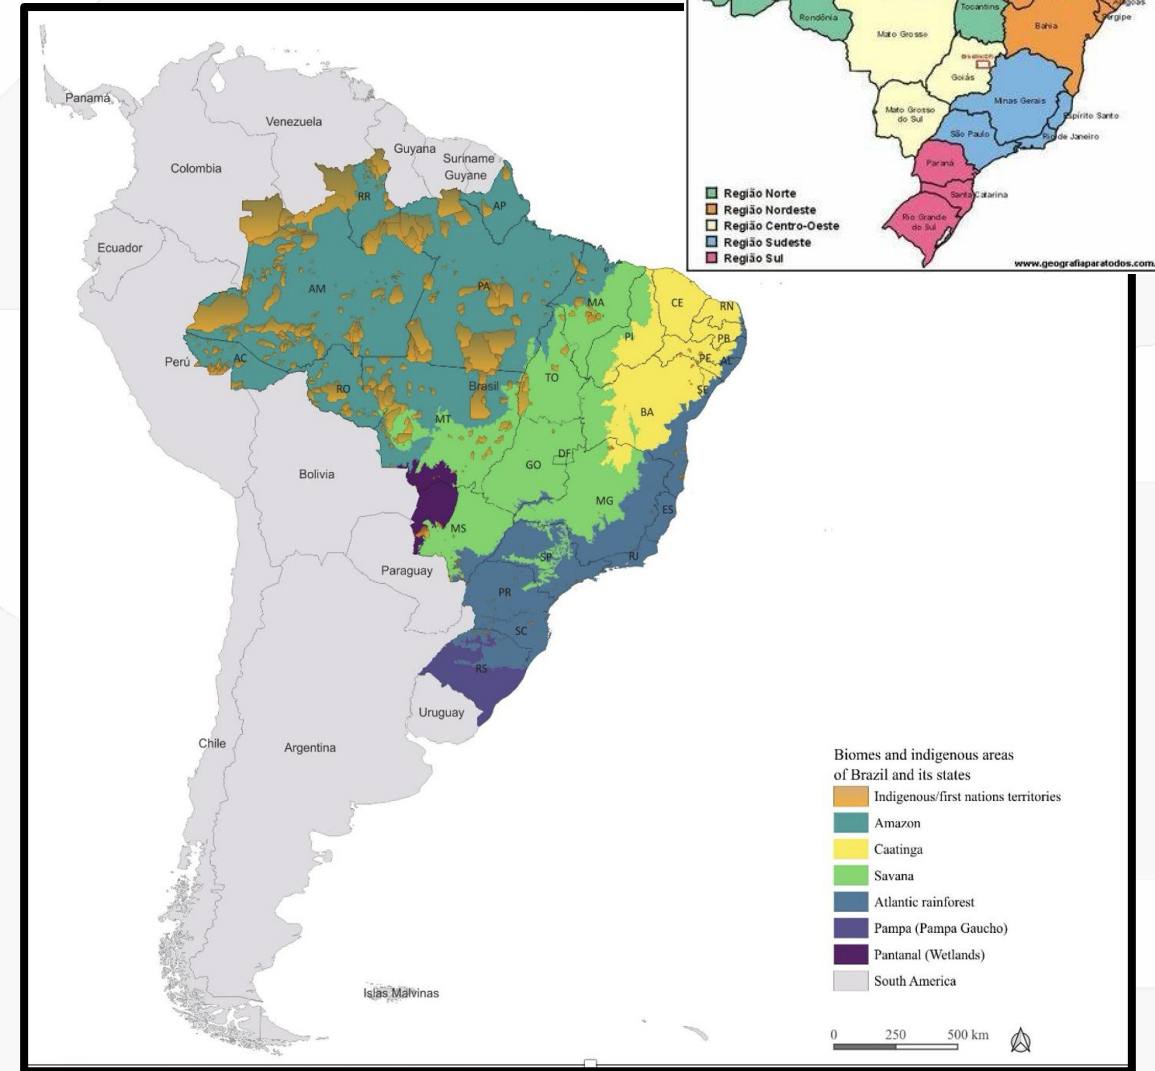 Tocantins
Alagoas
Sergipe
Rondônia
Bahia
Mato Grosso
Goiás
Mato Grosso
do Sul
Minas Gerais
Espírito Santo
São Paulo
Rio de Janeiro
Paraná
Santa Catarina
Rio Grande
do Sul
Região Norte
Região Nordeste
Região Centro-Oeste
Região Sudeste
Região Sul
www.geografiaparatodos.com.
Panamá
Venezuela
Guyana
Suriname
Guyane
Colombia
Ecuador
Perú
Bolivia
Paraguay
Uruguay
Chile
Argentina
Islas Malvinas
Brasil
RR
AP
AM
PA
MA
CE
RN
PI
PB
PE
AL
SE
AC
RO
TO
MT
BA
DF
GO
MG
ES
MS
SP
RJ
PR
SC
RS
Biomes and indigenous areas
of Brazil and its states
Indigenous/first nations territories
Amazon
Caatinga
Savana
Atlantic rainforest
Pampa (Pampa Gaucho)
Pantanal (Wetlands)
South America
0 250 500 km